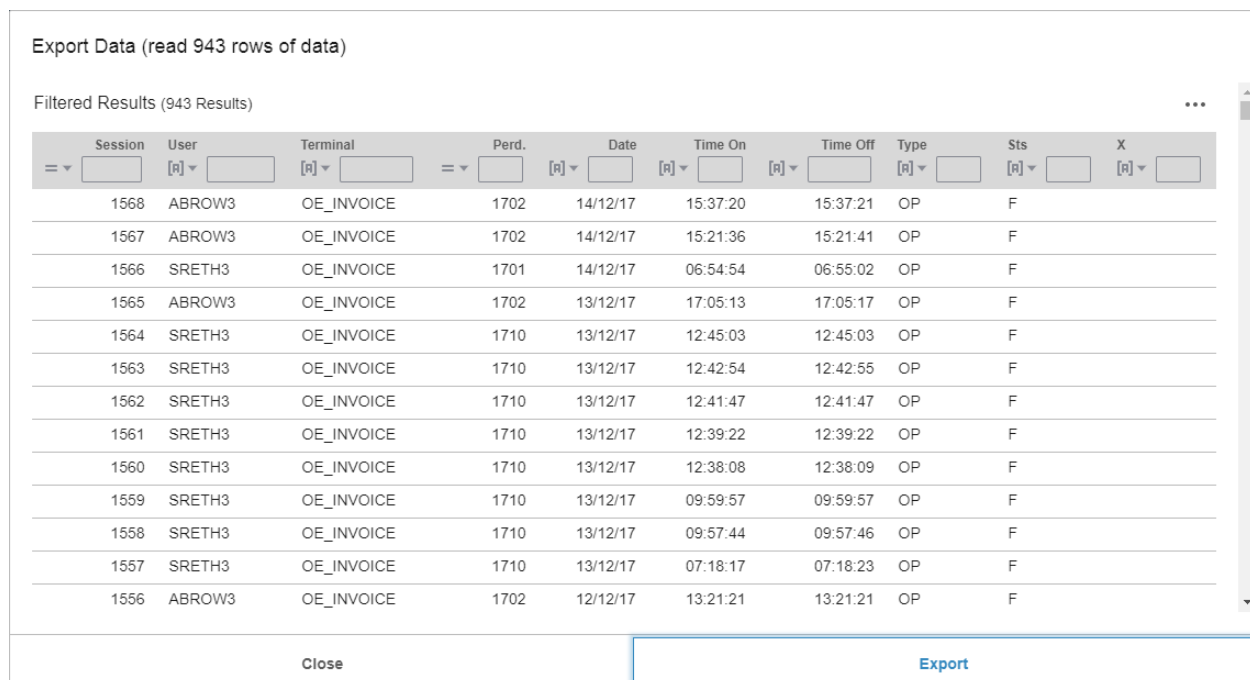 Export Data (read 943 rows of data)
Filtered Results (943 Results)
Session User Terminal Perd. Date Time On Time Off Type Sts X
= [A] [A] = [A] [A] [A] [A] [A] [A]
1568 ABROW3 OE_INVOICE 1702 14/12/17 15:37:20 15:37:21 OP F
1567 ABROW3 OE_INVOICE 1702 14/12/17 15:21:36 15:21:41 OP F
1566 SRETH3 OE_INVOICE 1701 14/12/17 06:54:54 06:55:02 OP F
1565 ABROW3 OE_INVOICE 1702 13/12/17 17:05:13 17:05:17 OP F
1564 SRETH3 OE_INVOICE 1710 13/12/17 12:45:03 12:45:03 OP F
1563 SRETH3 OE_INVOICE 1710 13/12/17 12:42:54 12:42:55 OP F
1562 SRETH3 OE_INVOICE 1710 13/12/17 12:41:47 12:41:47 OP F
1561 SRETH3 OE_INVOICE 1710 13/12/17 12:39:22 12:39:22 OP F
1560 SRETH3 OE_INVOICE 1710 13/12/17 12:38:08 12:38:09 OP F
1559 SRETH3 OE_INVOICE 1710 13/12/17 09:59:57 09:59:57 OP F
1558 SRETH3 OE_INVOICE 1710 13/12/17 09:57:44 09:57:46 OP F
1557 SRETH3 OE_INVOICE 1710 13/12/17 07:18:17 07:18:23 OP F
1556 ABROW3 OE_INVOICE 1702 12/12/17 13:21:21 13:21:21 OP F
Close Export